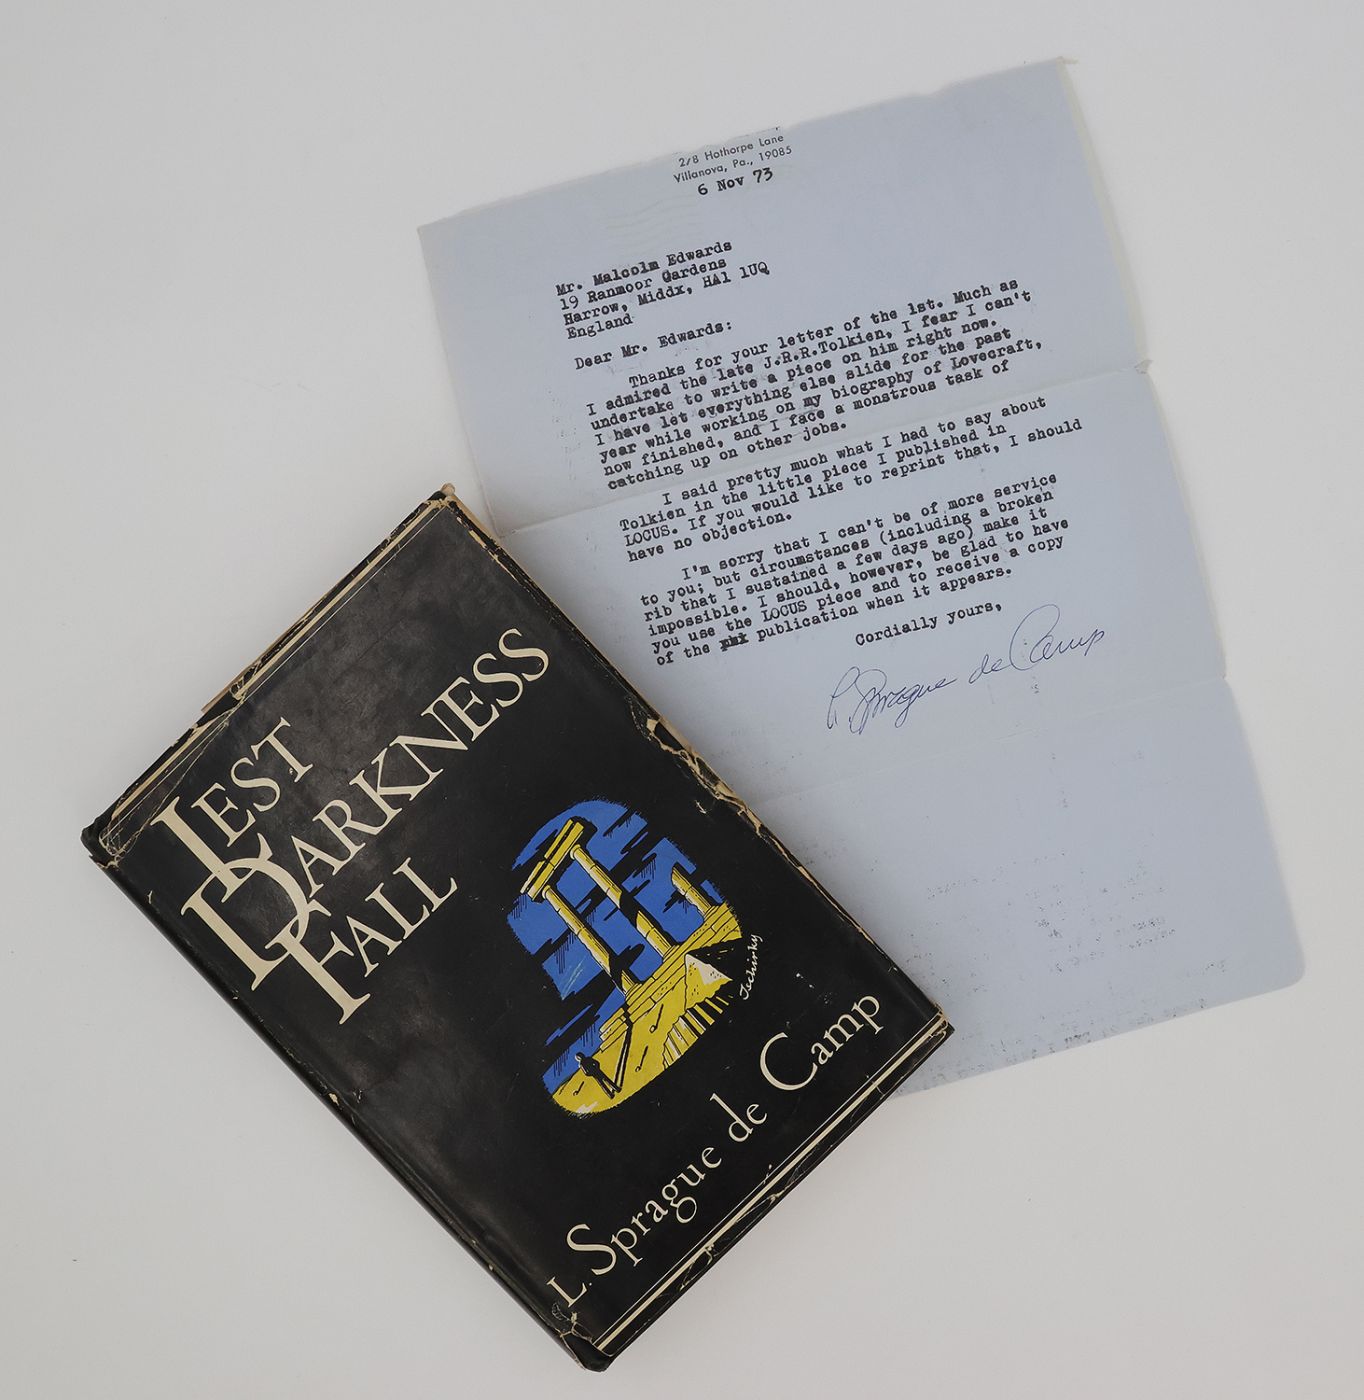 2/8 Hothorpe Lane
Villanova, Pa., 19085
6 Nov 73
Mr. Malcolm Edwards
19 Ranmoor Gardens
Harrow, Middx, HA1 1UQ
England
Dear Mr. Edwards:
Thanks for your letter of the 1st. Much as
I admired the late J.R.R.Tolkien, I fear I can't
undertake to write a piece on him right now.
I have let everything else slide for the past
year while working on my biography of Lovecraft,
now finished, and I face a monstrous task of
catching up on other jobs.
I said pretty much what I had to say about
Tolkien in the little piece I published in
LOCUS. If you would like to reprint that, I should
have no objection.
I'm sorry that I can't be of more service
to you; but circumstances (including a broken
rib that I sustained a few days ago) make it
impossible. I should, however, be glad to have
you use the LOCUS piece and to receive a copy
of the publication when it appears.
Cordially yours,
L. Sprague de Camp
LEST
DARKNESS
FALL
Tschirky
L. Sprague de Camp